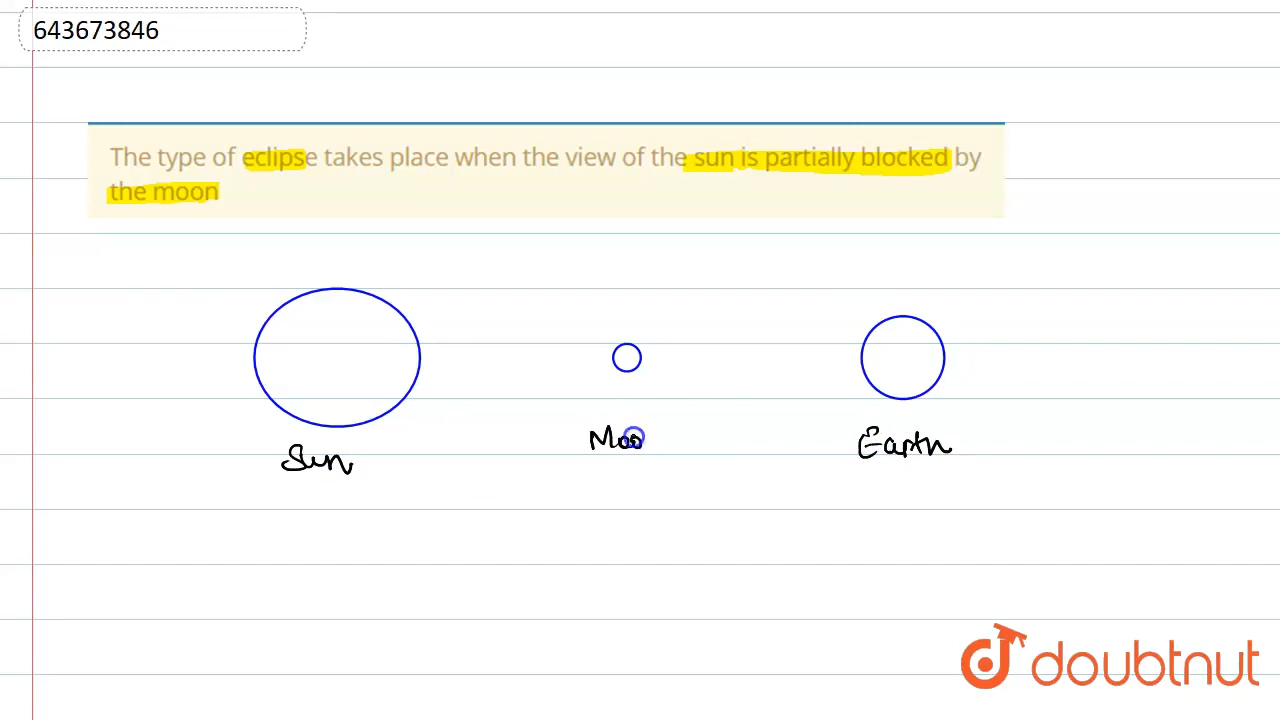 643673846
The type of eclipse takes place when the view of the sun is partially blocked by
the moon
Sun
Moo
Earth
doubtnut